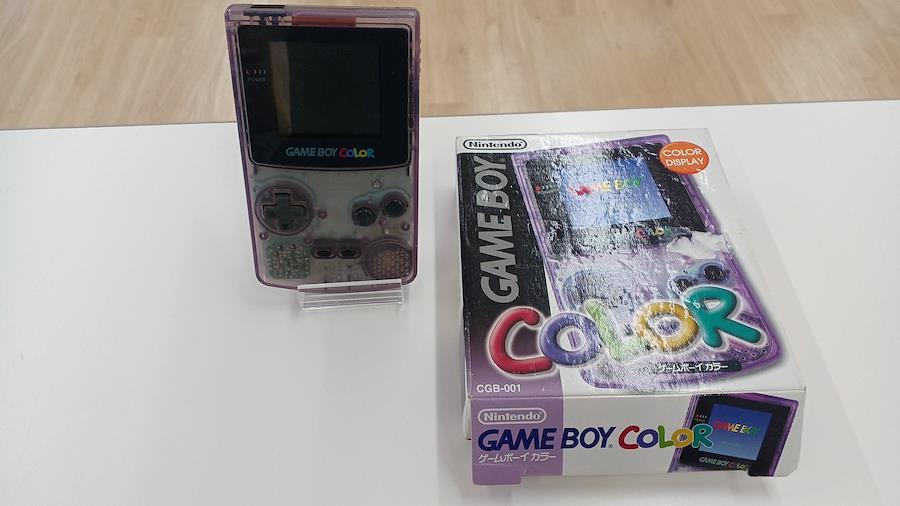 POWER
GAME BOY COLOR
Nintendo
COLOR
DISPLAY
GAME BOY
GAME BOY
COLOR
ゲームボーイ カラー
CGB-001
Nintendo
GAME BOY COLOR
ゲームボーイ カラー
GAME BOY
GAME BOY COLOR